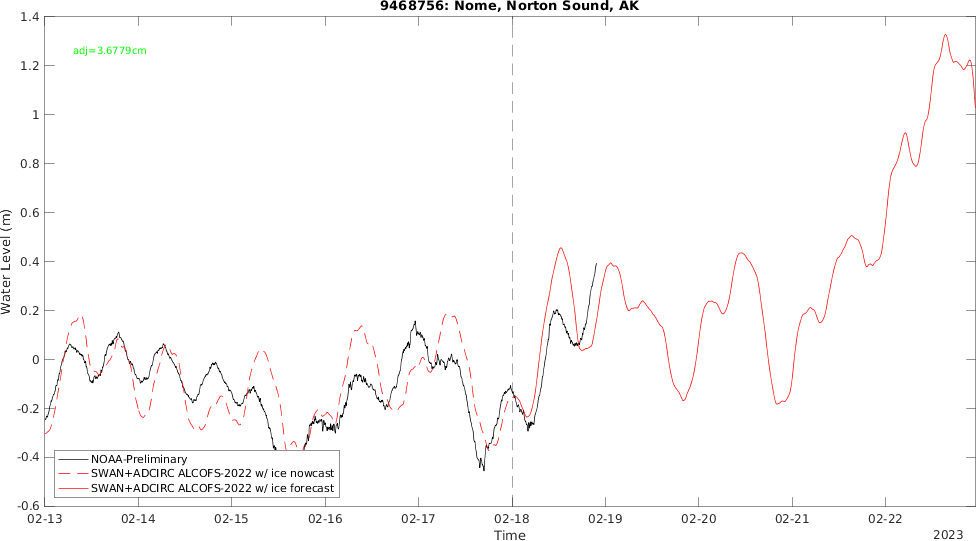 9468756: Nome, Norton Sound, AK
adj=3.6779cm
Water Level (m)
1.4
1.2
1
0.8
0.6
0.4
0.2
0
-0.2
-0.4
-0.6
NOAA-Preliminary
SWAN+ADCIRC ALCOFS-2022 w/ ice nowcast
SWAN+ADCIRC ALCOFS-2022 w/ ice forecast
02-13 02-14 02-15 02-16 02-17 02-18 02-19 02-20 02-21 02-22
Time
2023